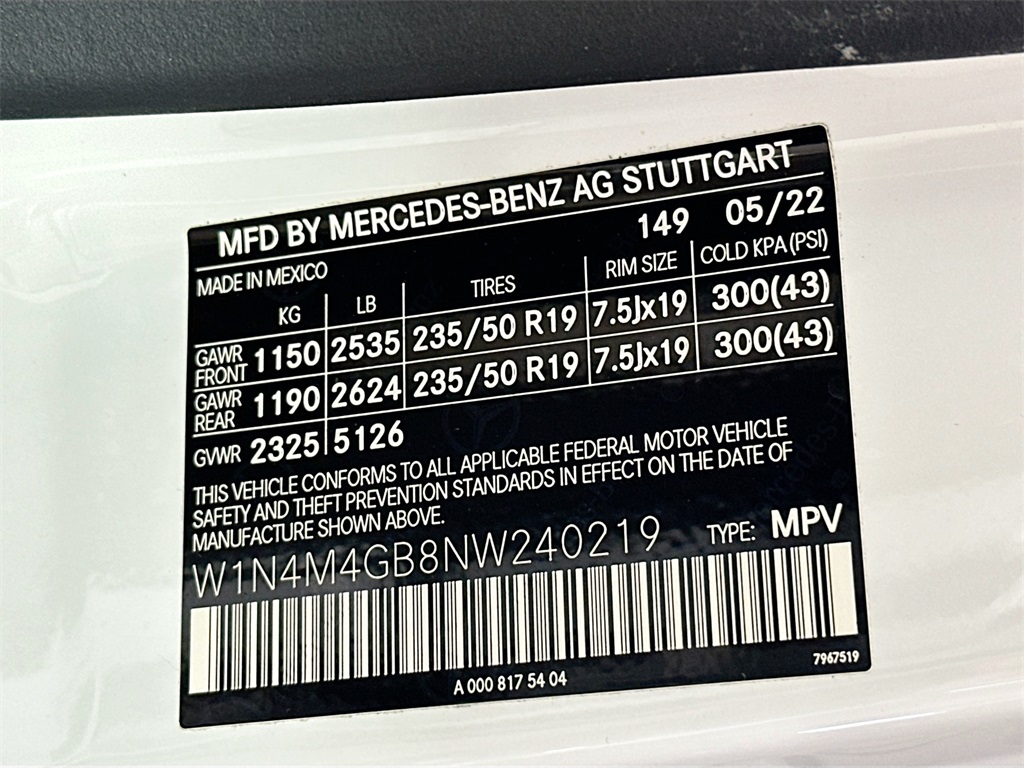 MFD BY MERCEDES-BENZ AG STUTTGART
MADE IN MEXICO 149 05/22
KG LB TIRES RIM SIZE COLD KPA (PSI)
GAWR FRONT 1150 2535 235/50 R19 7.5Jx19 300(43)
GAWR REAR 1190 2624 235/50 R19 7.5Jx19 300(43)
GVWR 2325 5126
THIS VEHICLE CONFORMS TO ALL APPLICABLE FEDERAL MOTOR VEHICLE
SAFETY AND THEFT PREVENTION STANDARDS IN EFFECT ON THE DATE OF
MANUFACTURE SHOWN ABOVE.
W1N4M4GB8NW240219 TYPE: MPV
A 000 817 54 04 7967519